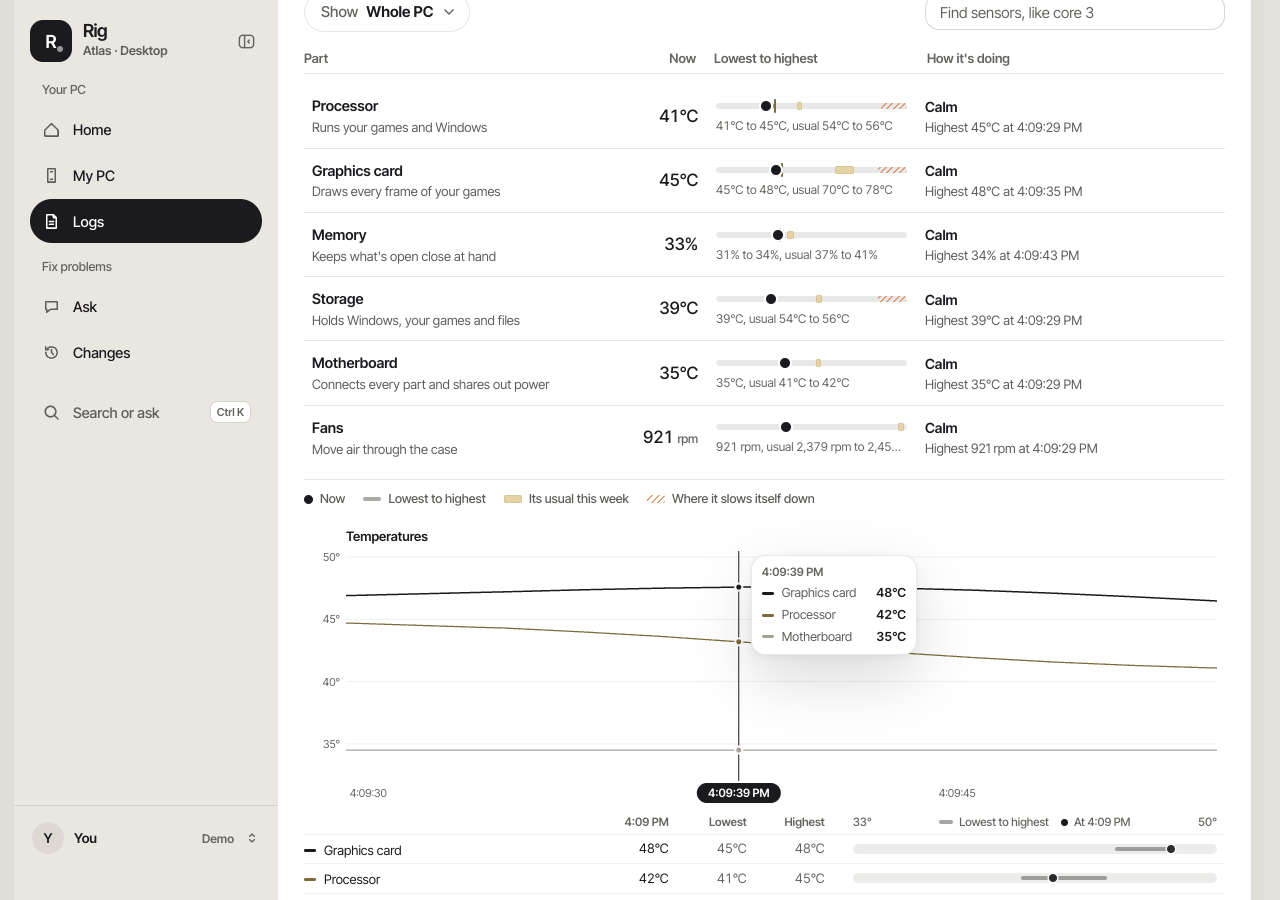 R.
Rig
Atlas · Desktop
Your PC
Home
My PC
Logs
Fix problems
Ask
Changes
Search or ask
Ctrl K
Y
You
Demo
Show Whole PC
Find sensors, like core 3
Part
Now
Lowest to highest
How it's doing
Processor
Runs your games and Windows
41°C
41°C to 45°C, usual 54°C to 56°C
Calm
Highest 45°C at 4:09:29 PM
Graphics card
Draws every frame of your games
45°C
45°C to 48°C, usual 70°C to 78°C
Calm
Highest 48°C at 4:09:35 PM
Memory
Keeps what's open close at hand
33%
31% to 34%, usual 37% to 41%
Calm
Highest 34% at 4:09:43 PM
Storage
Holds Windows, your games and files
39°C
39°C, usual 54°C to 56°C
Calm
Highest 39°C at 4:09:29 PM
Motherboard
Connects every part and shares out power
35°C
35°C, usual 41°C to 42°C
Calm
Highest 35°C at 4:09:29 PM
Fans
Move air through the case
921 rpm
921 rpm, usual 2,379 rpm to 2,45...
Calm
Highest 921 rpm at 4:09:29 PM
Now
Lowest to highest
Its usual this week
Where it slows itself down
Temperatures
50°
45°
40°
35°
4:09:39 PM
Graphics card 48°C
Processor 42°C
Motherboard 35°C
4:09:30
4:09:39 PM
4:09:45
4:09 PM
Lowest
Highest
33°
Lowest to highest
At 4:09 PM
50°
Graphics card
48°C
45°C
48°C
Processor
42°C
41°C
45°C